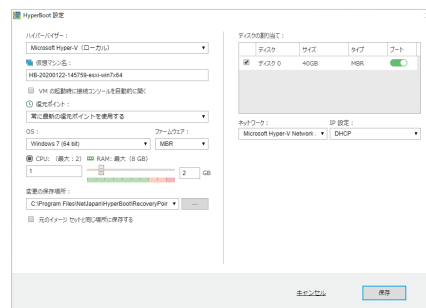 HyperBoot 設定
ハイパーバイザー：
Microsoft Hyper-V（ローカル）
仮想マシン名：
HB-20200122-145759-esxi-win7x64
VM の起動時に接続コンソールを自動的に開く
復元ポイント：
常に最新の復元ポイントを使用する
OS： ファームウェア：
Windows 7 (64 bit) MBR
CPU: （最大：2） RAM: 最大（8 GB）
1 2 GB
変更の保存場所：
C:\Program Files\NetJapan\HyperBoot\RecoveryPoin ...
元のイメージ セットと同じ場所に保存する
ディスクの割り当て：
ディスク サイズ タイプ ブート
ディスク 0 40GB MBR
ネットワーク： IP 設定：
Microsoft Hyper-V Network . DHCP
キャンセル 保存